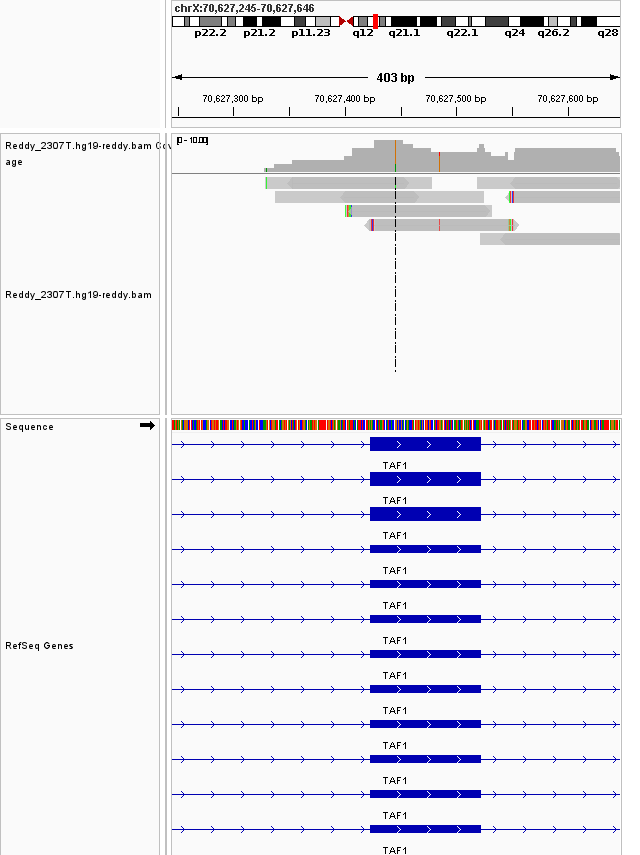 chrX:70,627,245-70,627,646
p22.2 p21.2 p11.23 q12 q21.1 q22.1 q24 q26.2 q28
403 bp
70,627,300 bp 70,627,400 bp 70,627,500 bp 70,627,600 bp
Reddy_2307T.hg19-reddy.bam Cov
age
[0 - 10.00]
Reddy_2307T.hg19-reddy.bam
Sequence
TAF1
TAF1
TAF1
TAF1
TAF1
TAF1
RefSeq Genes
TAF1
TAF1
TAF1
TAF1
TAF1
TAF1